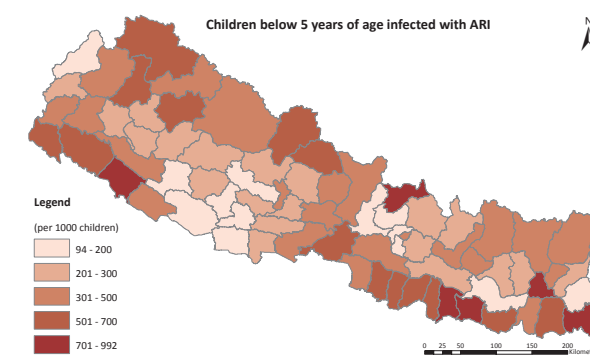 Children below 5 years of age infected with ARI
N
Legend
(per 1000 children)
94 - 200
201 - 300
301 - 500
501 - 700
701 - 992
0 25 50 100 150 200
Kilome